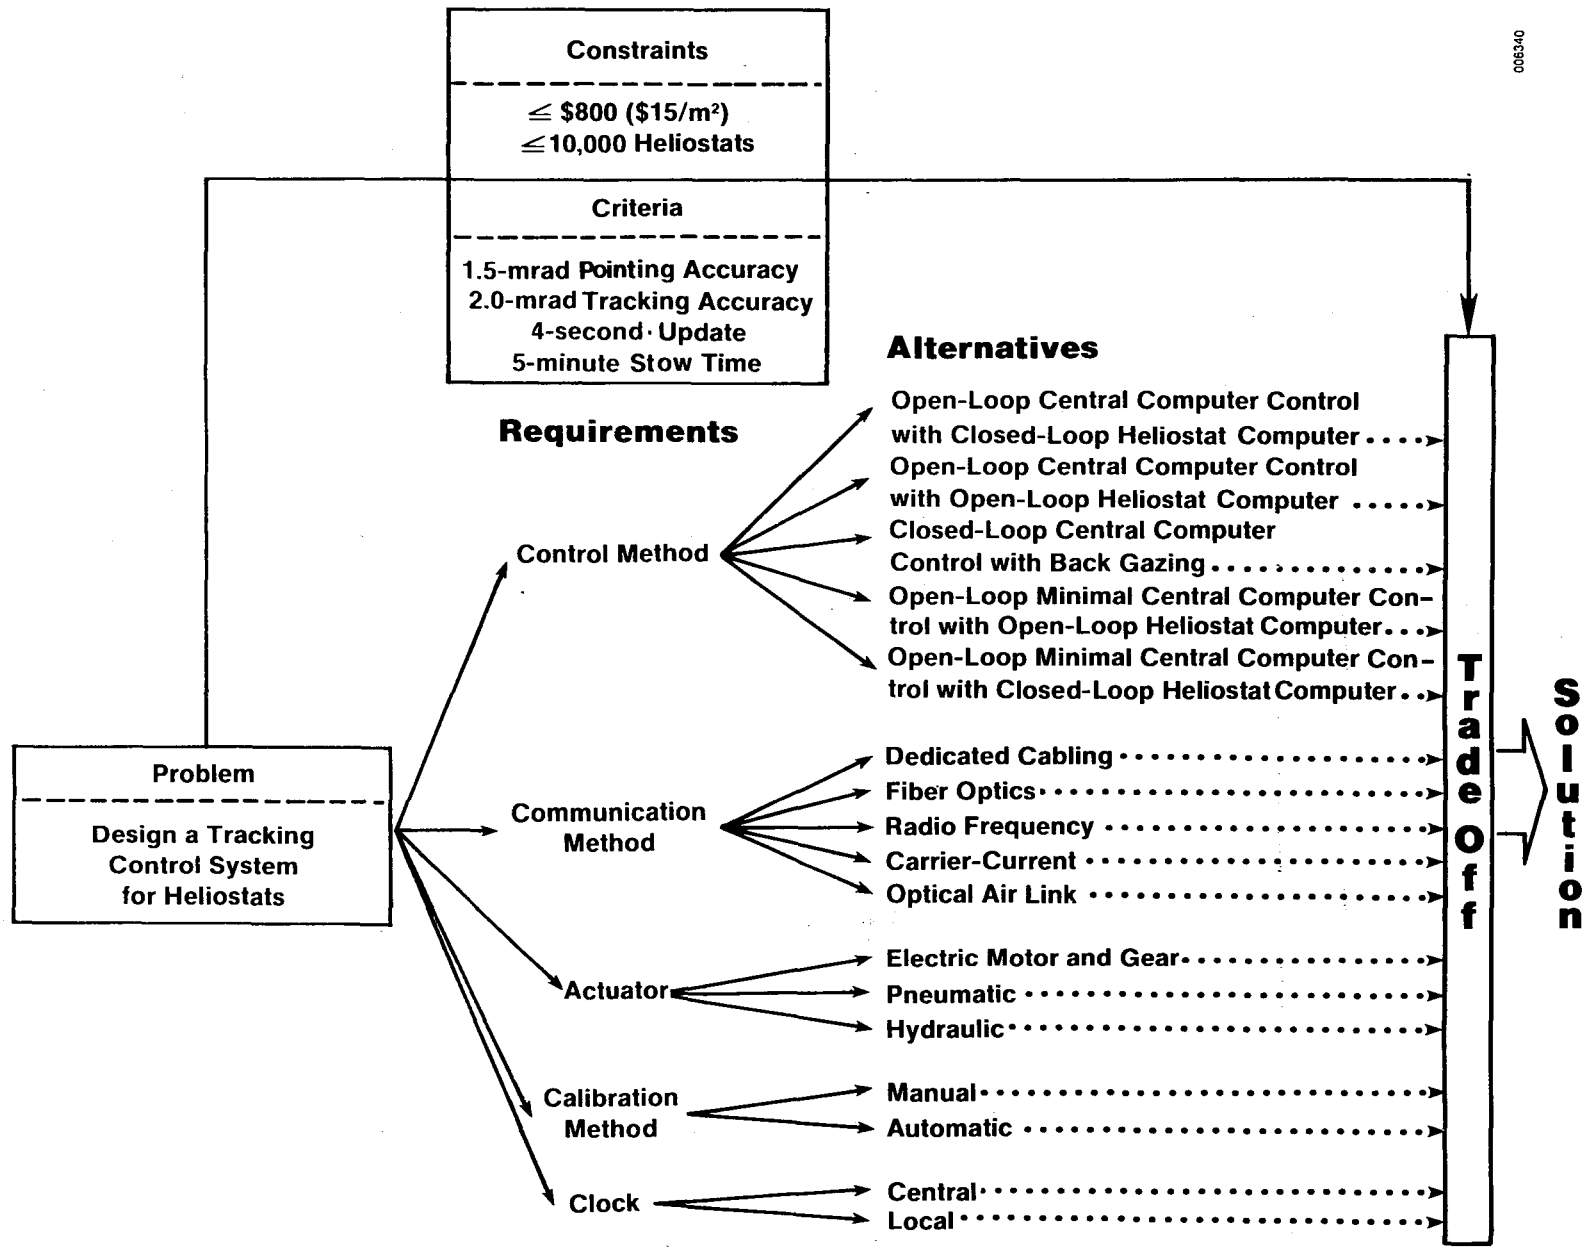 006340
Constraints
≤ $800 ($15/m²)
≤ 10,000 Heliostats
Criteria
1.5-mrad Pointing Accuracy
2.0-mrad Tracking Accuracy
4-second Update
5-minute Stow Time
Problem
Design a Tracking
Control System
for Heliostats
Requirements
Control Method
Communication
Method
Actuator
Calibration
Method
Clock
Alternatives
Open-Loop Central Computer Control
with Closed-Loop Heliostat Computer
Open-Loop Central Computer Control
with Open-Loop Heliostat Computer
Closed-Loop Central Computer
Control with Back Gazing
Open-Loop Minimal Central Computer Con-
trol with Open-Loop Heliostat Computer
Open-Loop Minimal Central Computer Con-
trol with Closed-Loop Heliostat Computer
Dedicated Cabling
Fiber Optics
Radio Frequency
Carrier-Current
Optical Air Link
Electric Motor and Gear
Pneumatic
Hydraulic
Manual
Automatic
Central
Local
Trade Off
Solution